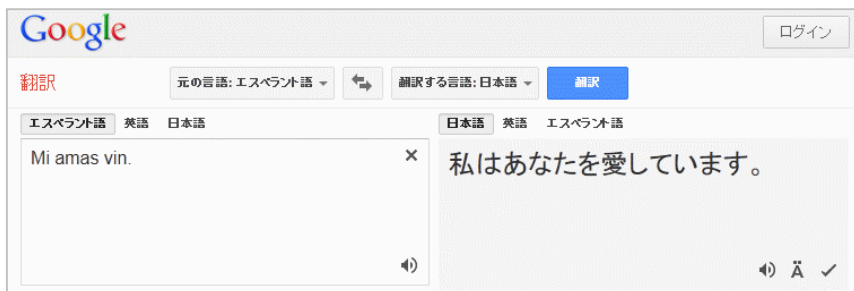 Google
ログイン
翻訳
元の言語: エスペラント語
翻訳する言語: 日本語
翻訳
エスペラント語 英語 日本語
日本語 英語 エスペラント語
Mi amas vin.
私はあなたを愛しています。
Ä